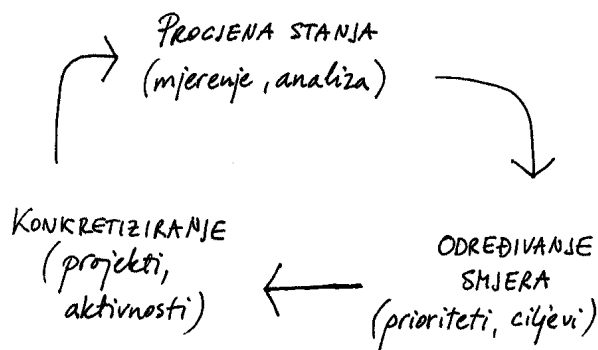 PROCJENA STANJA
(mjerenje, analiza)
ODREĐIVANJE
SMJERA
(prioriteti, ciljevi)
KONKRETIZIRANJE
(projekti,
aktivnosti)